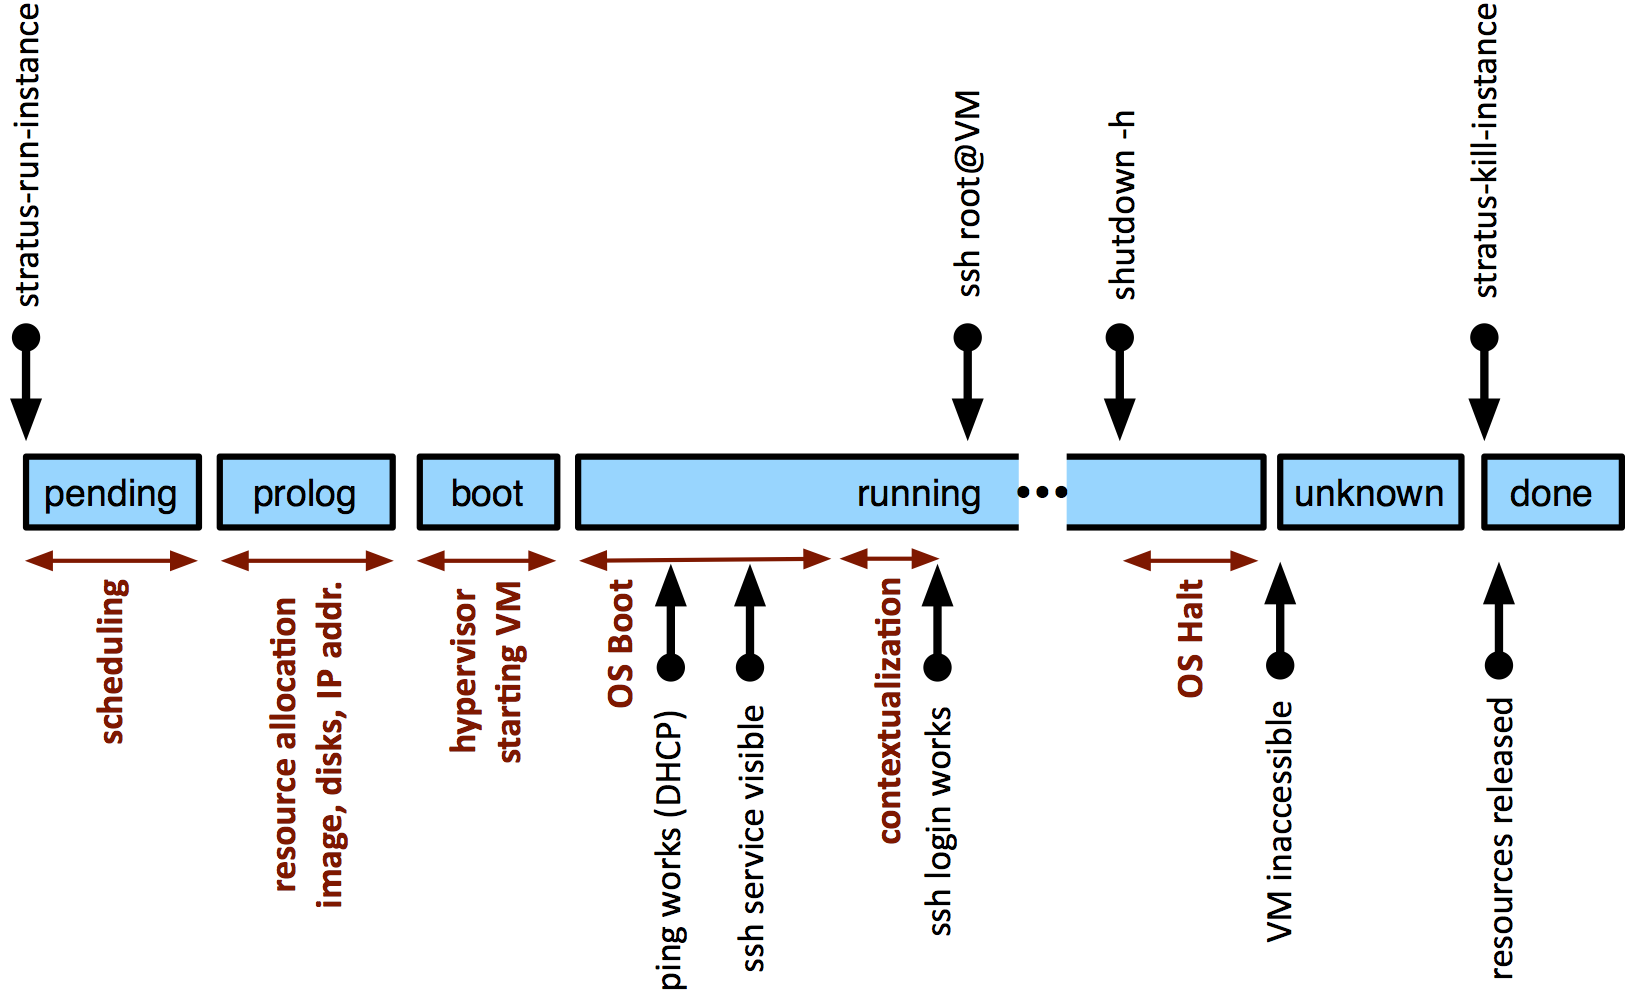 stratus-run-instance
ssh root@VM
shutdown -h
stratus-kill-instance
pending
prolog
boot
running
unknown
done
scheduling
resource allocation
image, disks, IP addr.
hypervisor
starting VM
OS Boot
ping works (DHCP)
ssh service visible
contextualization
ssh login works
OS Halt
VM inaccessible
resources released